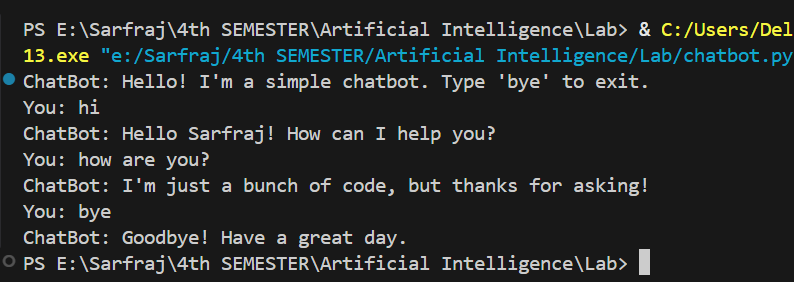 PS E:\Sarfraj\4th SEMESTER\Artificial Intelligence\Lab> & C:/Users/Del
13.exe "e:/Sarfraj/4th SEMESTER/Artificial Intelligence/Lab/chatbot.py
ChatBot: Hello! I'm a simple chatbot. Type 'bye' to exit.
You: hi
ChatBot: Hello Sarfraj! How can I help you?
You: how are you?
ChatBot: I'm just a bunch of code, but thanks for asking!
You: bye
ChatBot: Goodbye! Have a great day.
PS E:\Sarfraj\4th SEMESTER\Artificial Intelligence\Lab>